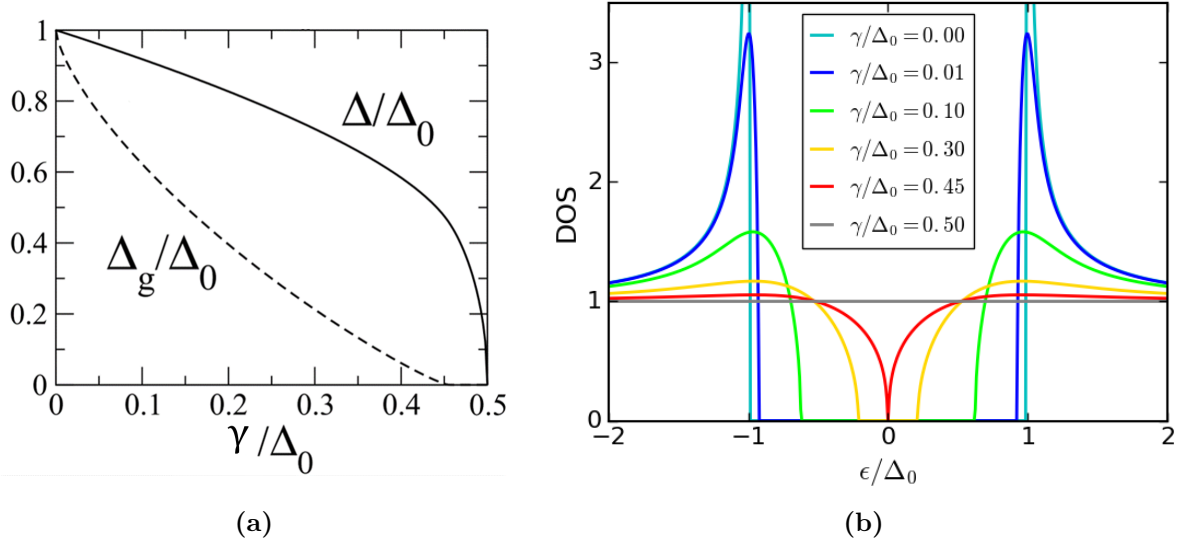 1
0.8
0.6
0.4
0.2
0
Δ/Δ₀
Δg/Δ₀
0 0.1 0.2 0.3 0.4 0.5
γ/Δ₀
(a)
DOS
3
2
1
0
γ/Δ₀ = 0.00
γ/Δ₀ = 0.01
γ/Δ₀ = 0.10
γ/Δ₀ = 0.30
γ/Δ₀ = 0.45
γ/Δ₀ = 0.50
−2 −1 0 1 2
ϵ/Δ₀
(b)